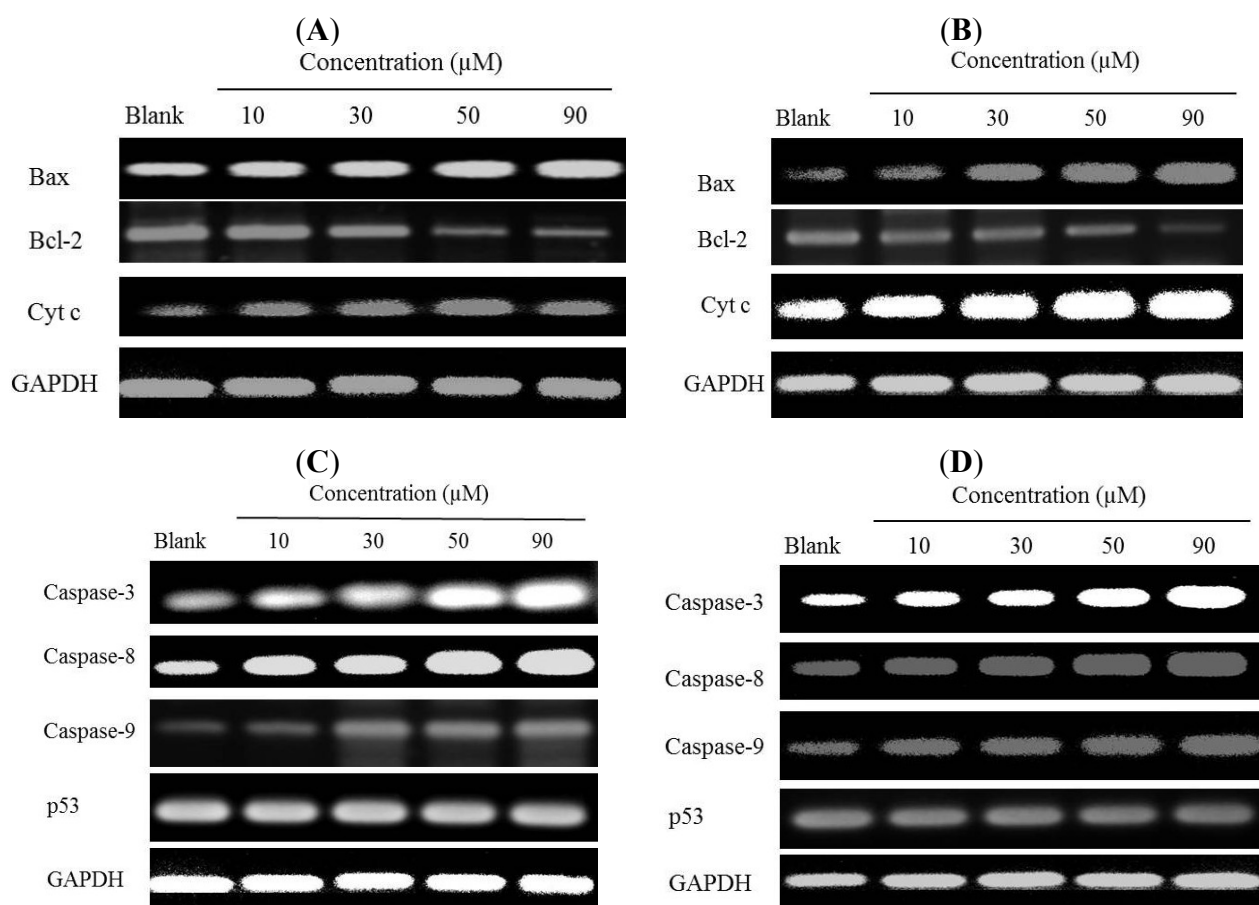 (A)
Concentration (µM)
Blank 10 30 50 90
Bax
Bcl-2
Cyt c
GAPDH
(B)
Concentration (µM)
Blank 10 30 50 90
Bax
Bcl-2
Cyt c
GAPDH
(C)
Concentration (µM)
Blank 10 30 50 90
Caspase-3
Caspase-8
Caspase-9
p53
GAPDH
(D)
Concentration (µM)
Blank 10 30 50 90
Caspase-3
Caspase-8
Caspase-9
p53
GAPDH